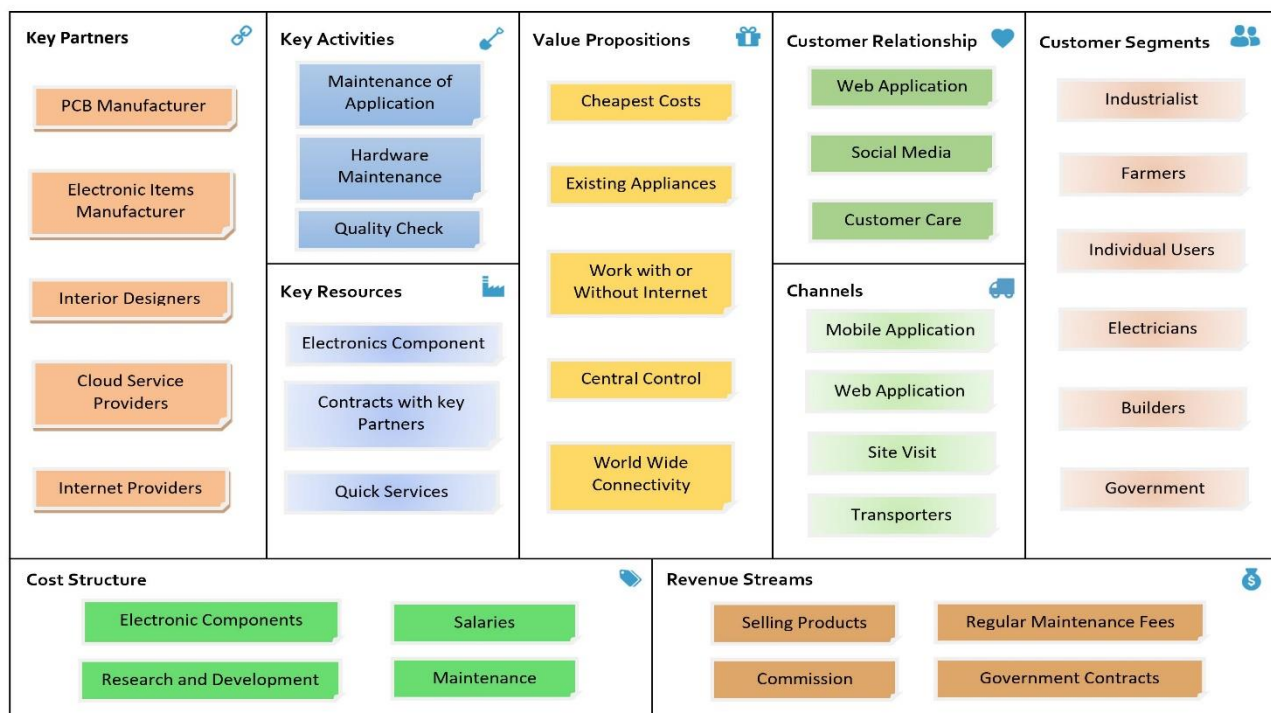 Key Partners
PCB Manufacturer
Electronic Items
Manufacturer
Interior Designers
Cloud Service
Providers
Internet Providers
Key Activities
Maintenance of
Application
Hardware
Maintenance
Quality Check
Key Resources
Electronics Component
Contracts with key
Partners
Quick Services
Value Propositions
Cheapest Costs
Existing Appliances
Work with or
Without Internet
Central Control
World Wide
Connectivity
Customer Relationship
Web Application
Social Media
Customer Care
Channels
Mobile Application
Web Application
Site Visit
Transporters
Customer Segments
Industrialist
Farmers
Individual Users
Electricians
Builders
Government
Cost Structure
Electronic Components
Salaries
Research and Development
Maintenance
Revenue Streams
Selling Products
Regular Maintenance Fees
Commission
Government Contracts